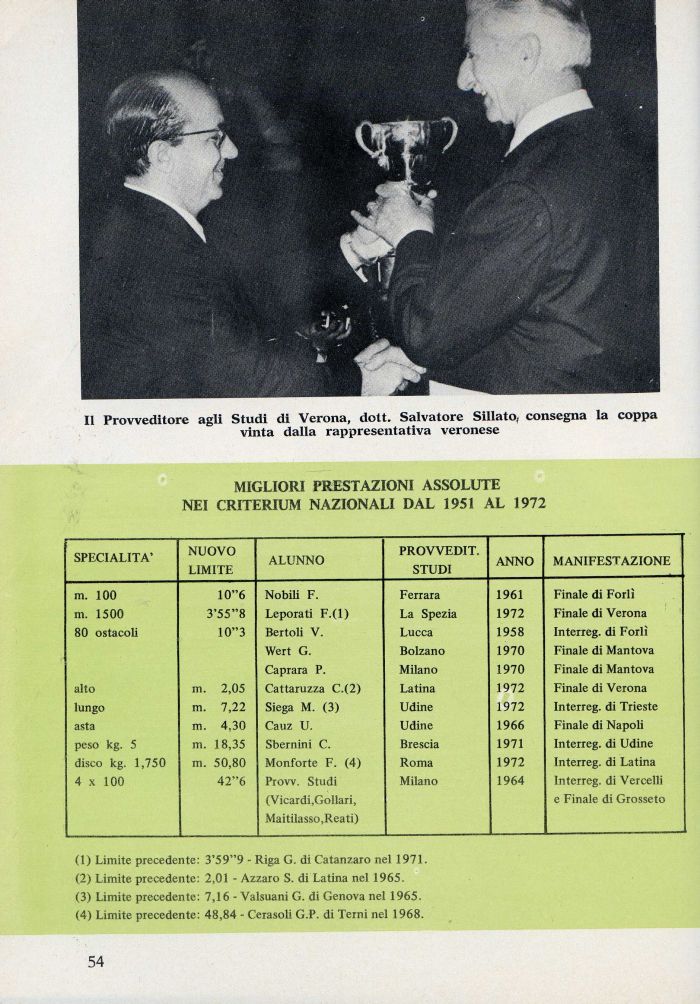 Il Provveditore agli Studi di Verona, dott. Salvatore Sillato, consegna la coppa
vinta dalla rappresentativa veronese
MIGLIORI PRESTAZIONI ASSOLUTE
NEI CRITERIUM NAZIONALI DAL 1951 AL 1972
SPECIALITA' NUOVO LIMITE ALUNNO PROVVEDIT. STUDI ANNO MANIFESTAZIONE
m. 100 10"6 Nobili F. Ferrara 1961 Finale di Forlì
m. 1500 3'55"8 Leporati F.(1) La Spezia 1972 Finale di Verona
80 ostacoli 10"3 Bertoli V. Lucca 1958 Interreg. di Forlì
Wert G. Bolzano 1970 Finale di Mantova
Caprara P. Milano 1970 Finale di Mantova
alto m. 2,05 Cattaruzza C.(2) Latina 1972 Finale di Verona
lungo m. 7,22 Siega M. (3) Udine 1972 Interreg. di Trieste
asta m. 4,30 Cauz U. Udine 1966 Finale di Napoli
peso kg. 5 m. 18,35 Sbernini C. Brescia 1971 Interreg. di Udine
disco kg. 1,750 m. 50,80 Monforte F. (4) Roma 1972 Interreg. di Latina
4 x 100 42"6 Provv. Studi Milano 1964 Interreg. di Vercelli
(Vicardi,Gollari, e Finale di Grosseto
Maitilasso,Reati)
(1) Limite precedente: 3'59"9 - Riga G. di Catanzaro nel 1971.
(2) Limite precedente: 2,01 - Azzaro S. di Latina nel 1965.
(3) Limite precedente: 7,16 - Valsuani G. di Genova nel 1965.
(4) Limite precedente: 48,84 - Cerasoli G.P. di Terni nel 1968.
54